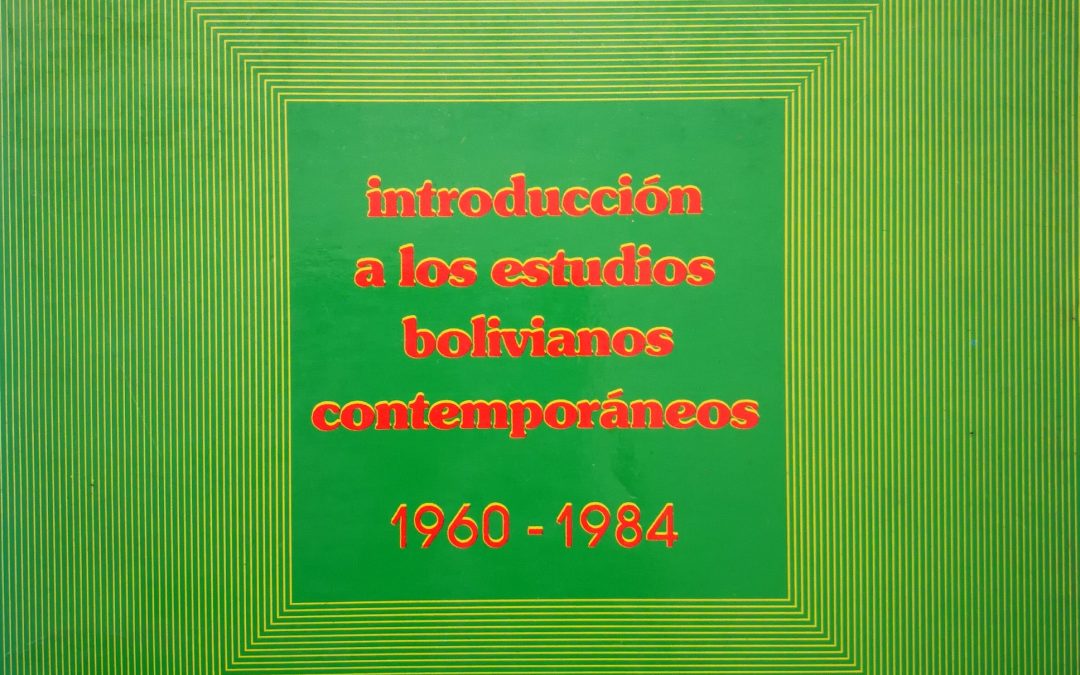 introducción
a los estudios
bolivianos
contemporáneos
1960 - 1984